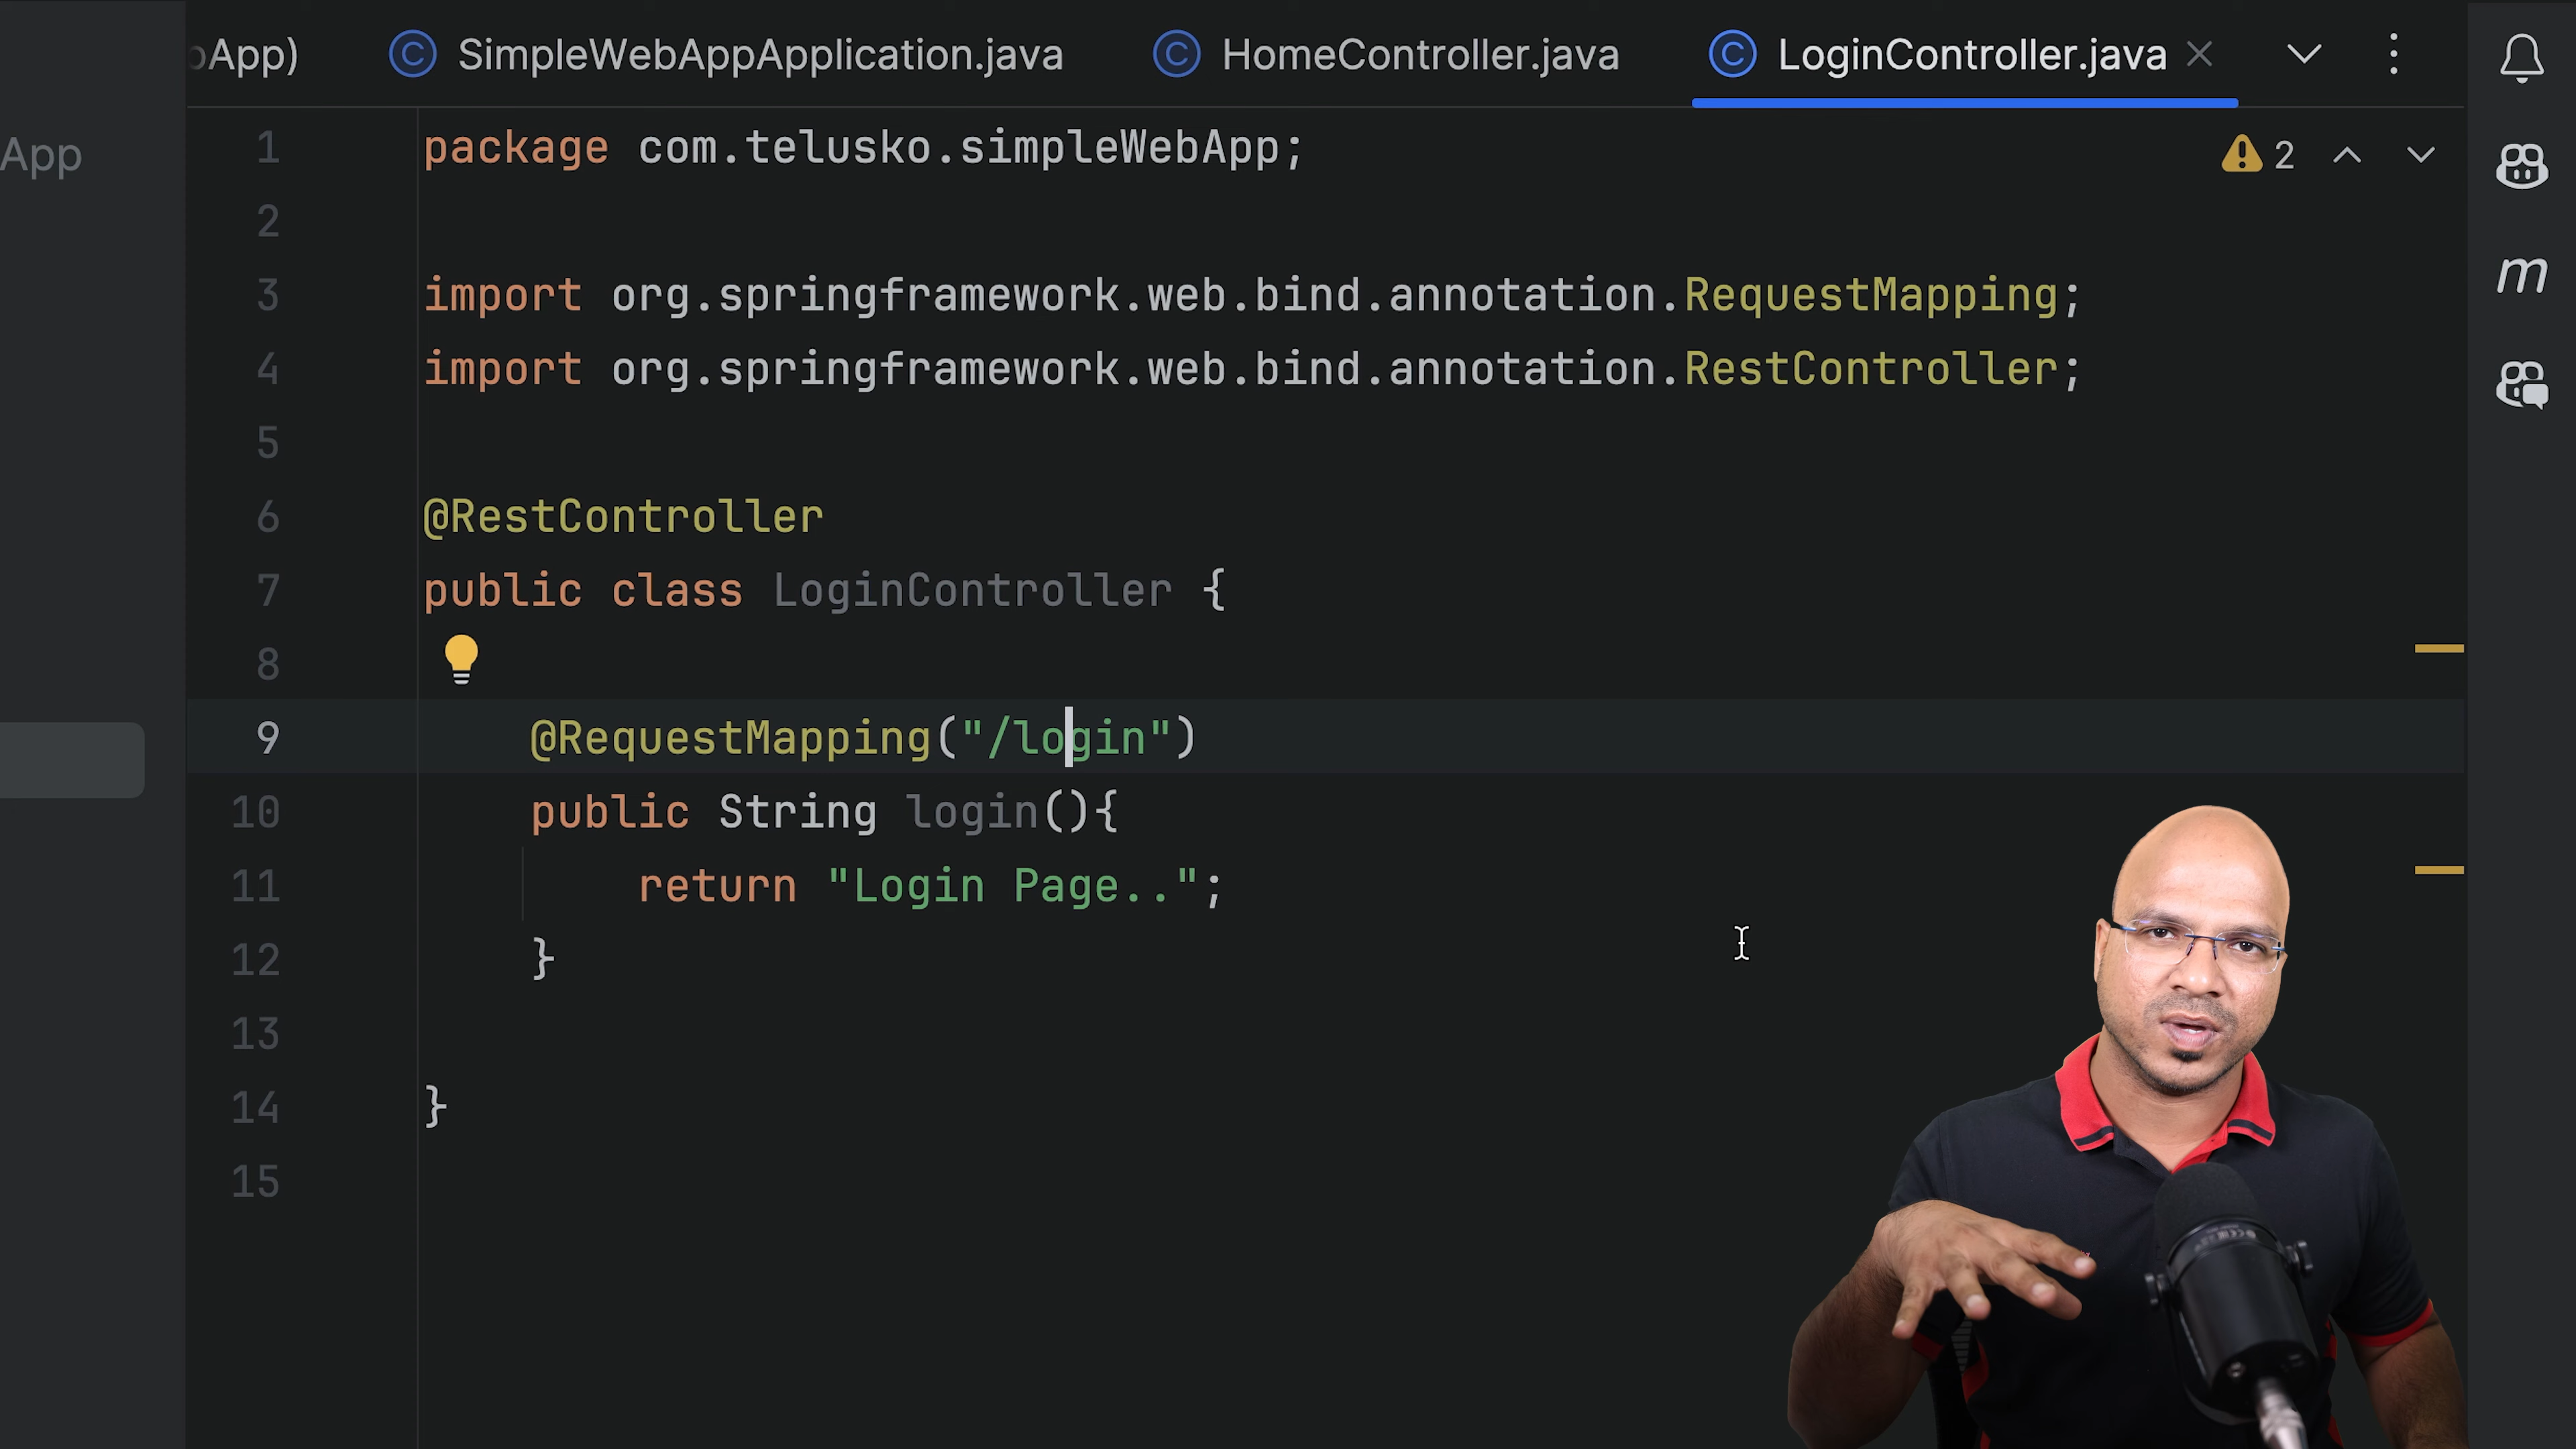 bApp) SimpleWebAppApplication.java HomeController.java LoginController.java
App
2
1 package com.telusko.simpleWebApp;
2
3 import org.springframework.web.bind.annotation.RequestMapping;
4 import org.springframework.web.bind.annotation.RestController;
5
6 @RestController
7 public class LoginController {
8
9 @RequestMapping("/login")
10 public String login(){
11 return "Login Page..";
12 }
13
14 }
15
m